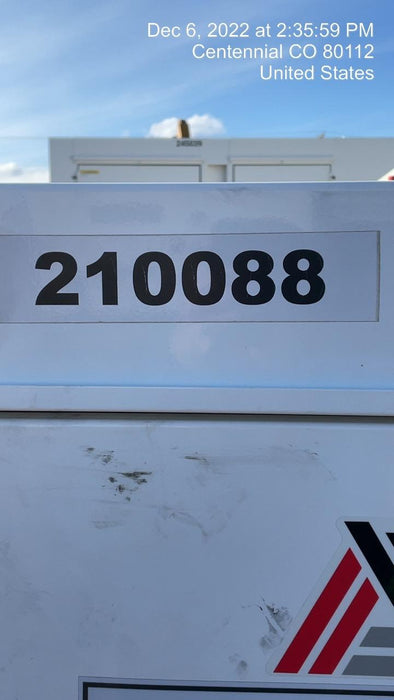 Dec 6, 2022 at 2:35:59 PM
Centennial CO 80112
United States
210088